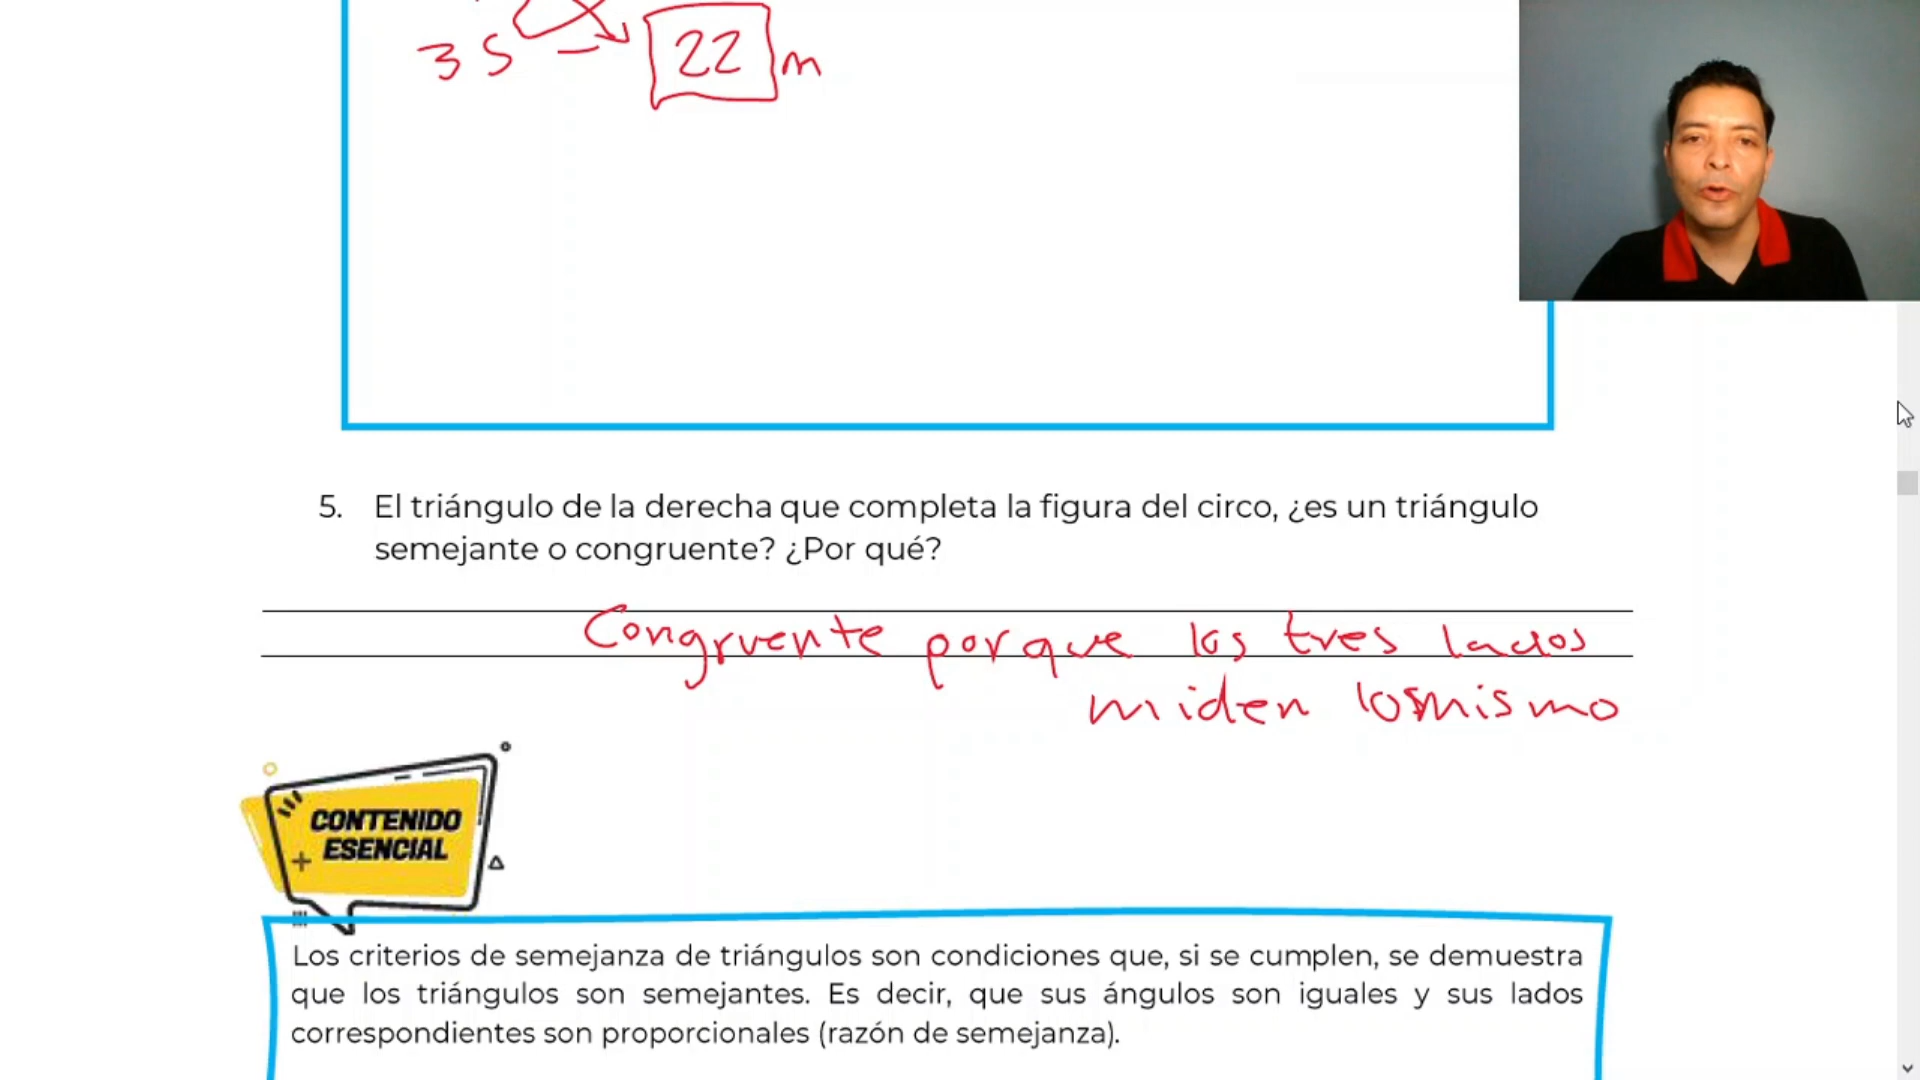 35
22 m
5. El triángulo de la derecha que completa la figura del circo, ¿es un triángulo
semejante o congruente? ¿Por qué?
Congruente porque los tres lados
miden lo mismo
CONTENIDO
ESENCIAL
Los criterios de semejanza de triángulos son condiciones que, si se cumplen, se demuestra
que los triángulos son semejantes. Es decir, que sus ángulos son iguales y sus lados
correspondientes son proporcionales (razón de semejanza).